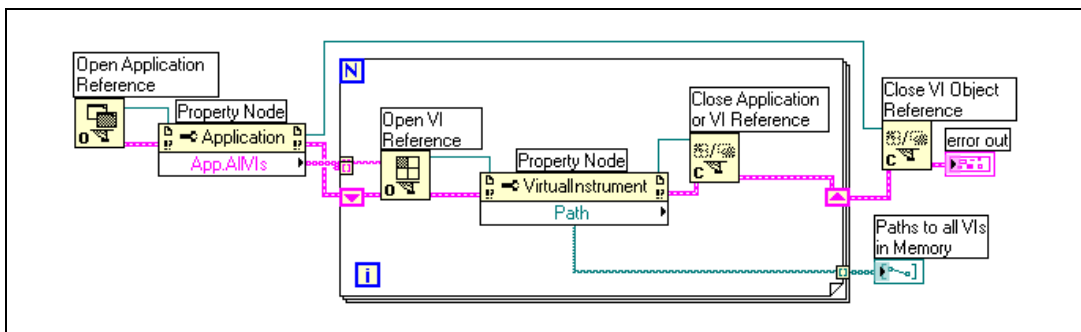 Open Application
Reference
Property Node
Application
App.AllVIs
N
Open VI
Reference
Property Node
VirtualInstrument
Path
i
Close Application
or VI Reference
Close VI Object
Reference
error out
Paths to all VIs
in Memory